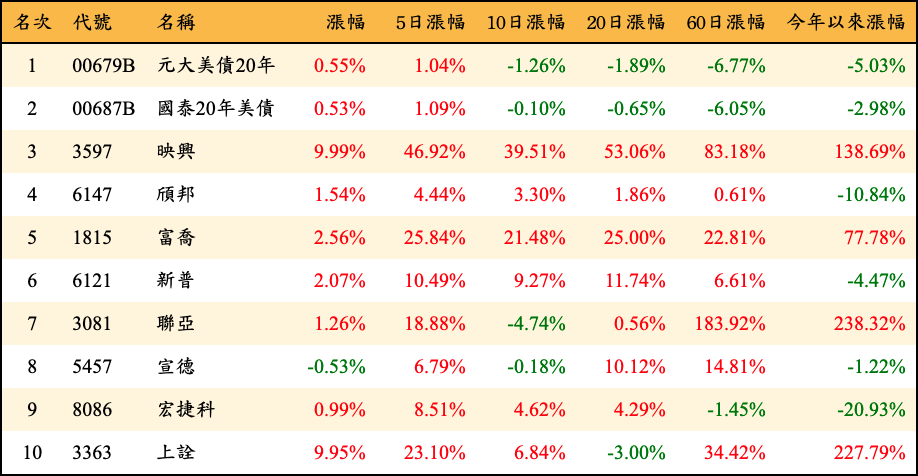 名次 代號 名稱 漲幅 5日漲幅 10日漲幅 20日漲幅 60日漲幅 今年以來漲幅
1 00679B 元大美債20年 0.55% 1.04% -1.26% -1.89% -6.77% -5.03%
2 00687B 國泰20年美債 0.53% 1.09% -0.10% -0.65% -6.05% -2.98%
3 3597 映興 9.99% 46.92% 39.51% 53.06% 83.18% 138.69%
4 6147 頎邦 1.54% 4.44% 3.30% 1.86% 0.61% -10.84%
5 1815 富喬 2.56% 25.84% 21.48% 25.00% 22.81% 77.78%
6 6121 新普 2.07% 10.49% 9.27% 11.74% 6.61% -4.47%
7 3081 聯亞 1.26% 18.88% -4.74% 0.56% 183.92% 238.32%
8 5457 宣德 -0.53% 6.79% -0.18% 10.12% 14.81% -1.22%
9 8086 宏捷科 0.99% 8.51% 4.62% 4.29% -1.45% -20.93%
10 3363 上詮 9.95% 23.10% 6.84% -3.00% 34.42% 227.79%